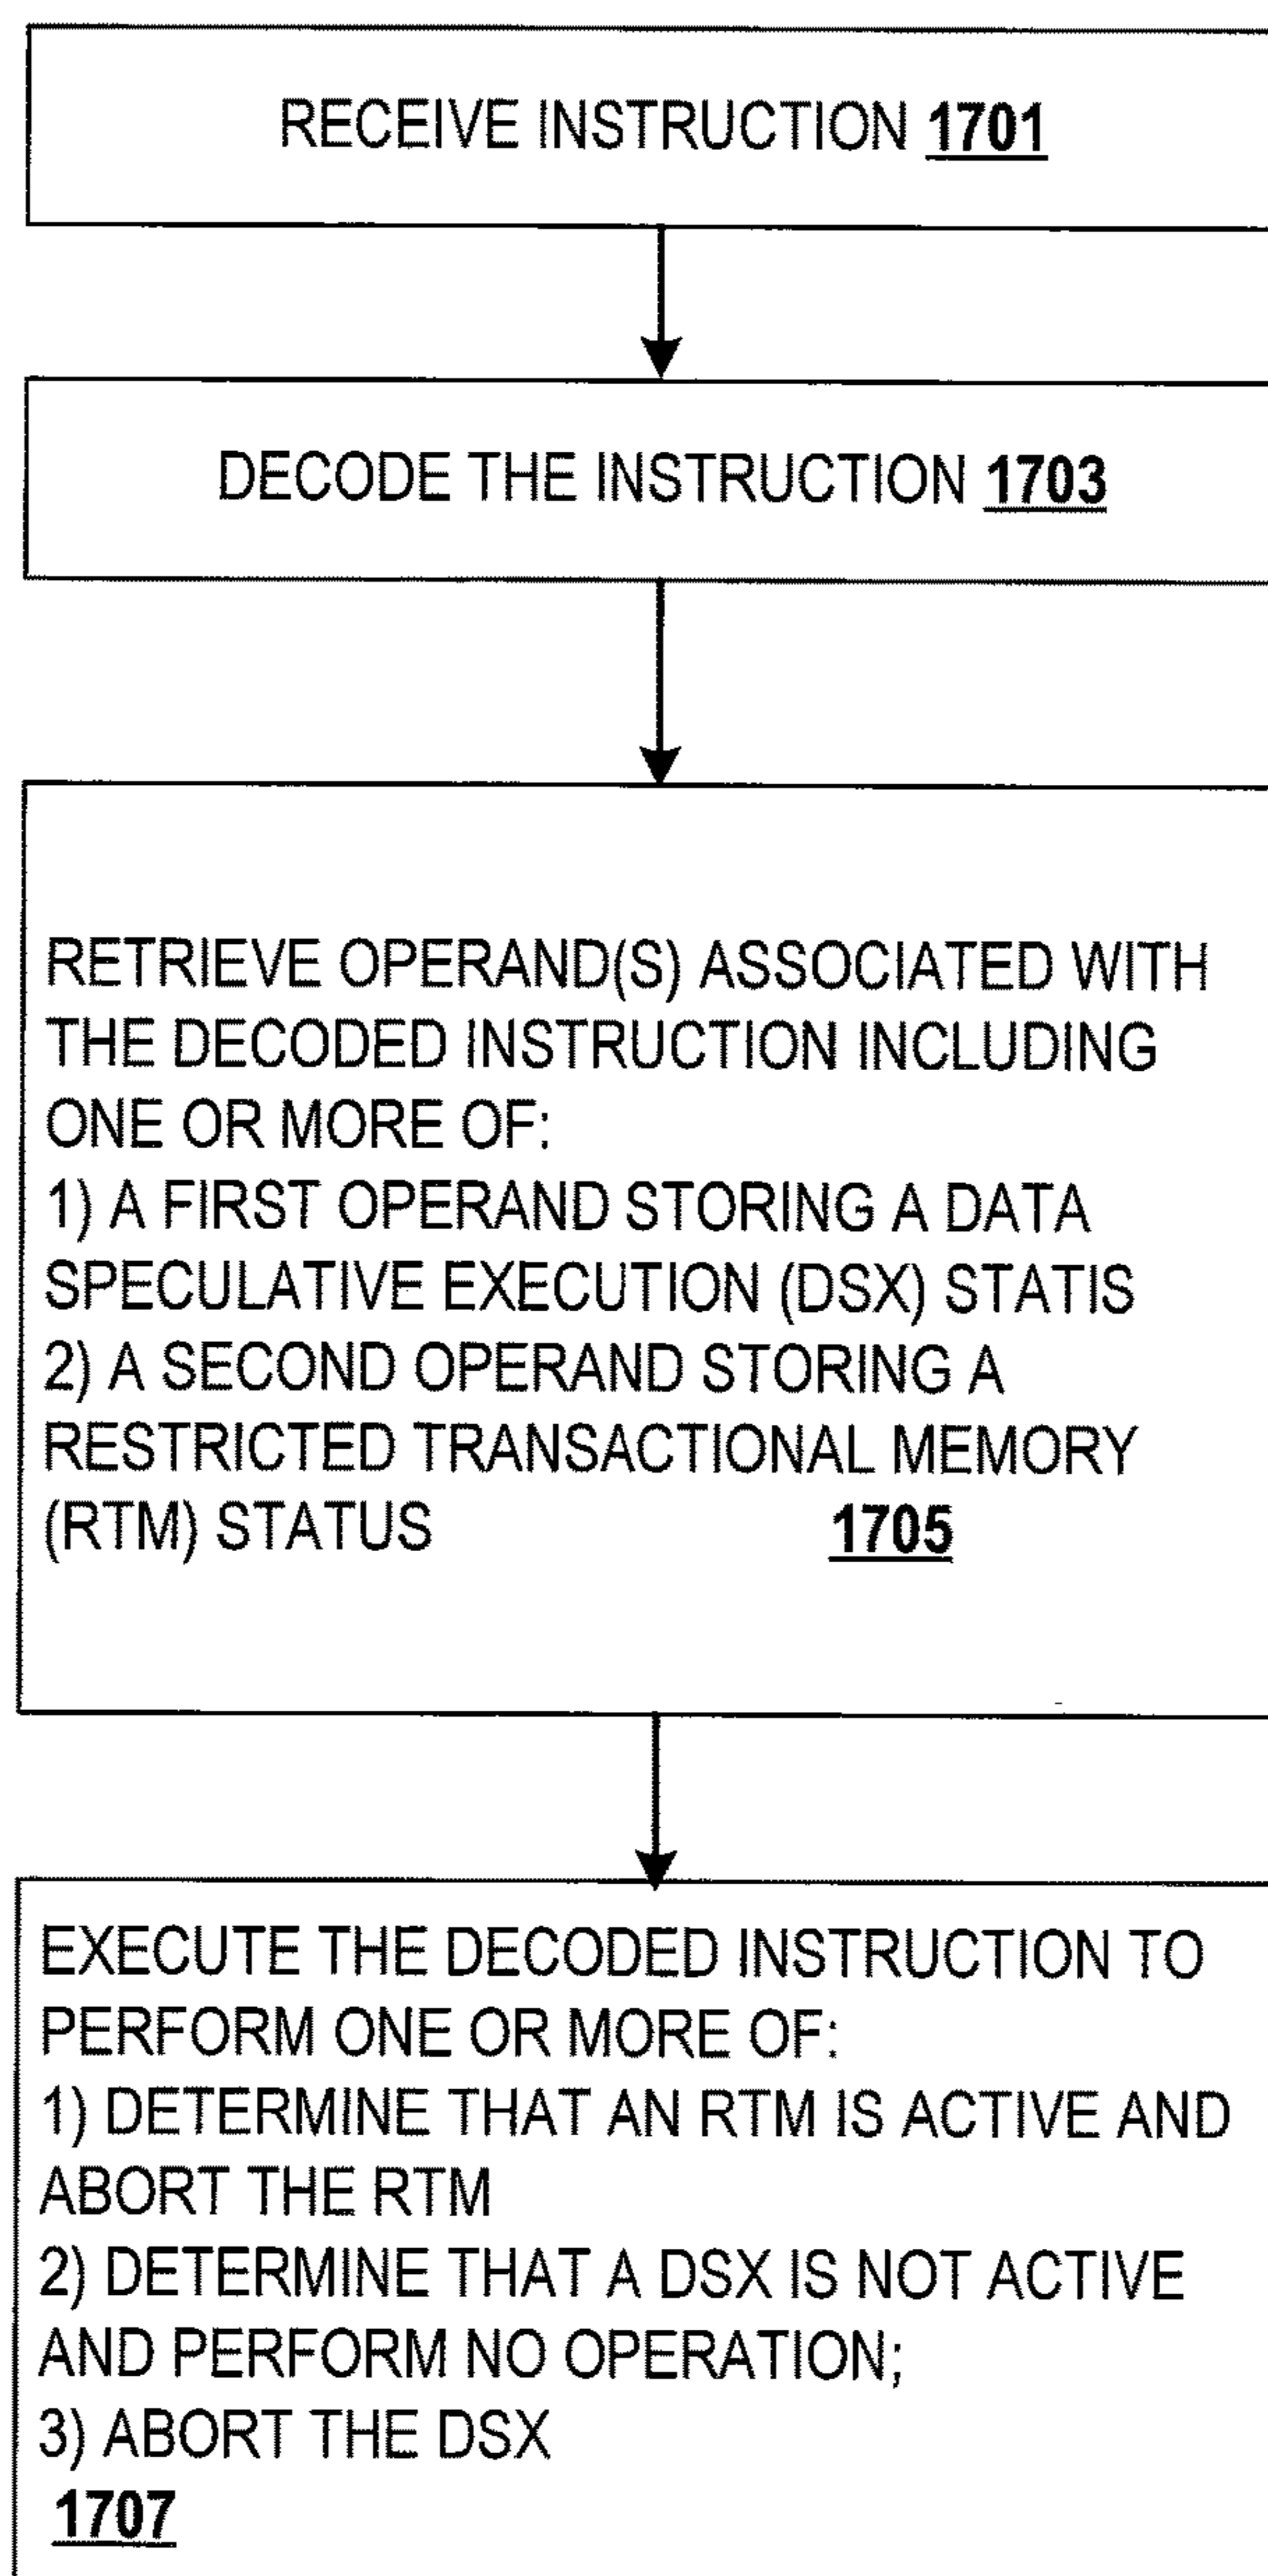 RECEIVE INSTRUCTION 1701
DECODE THE INSTRUCTION 1703
RETRIEVE OPERAND(S) ASSOCIATED WITH
THE DECODED INSTRUCTION INCLUDING
ONE OR MORE OF:
1) A FIRST OPERAND STORING A DATA
SPECULATIVE EXECUTION (DSX) STATIS
2) A SECOND OPERAND STORING A
RESTRICTED TRANSACTIONAL MEMORY
(RTM) STATUS 1705
EXECUTE THE DECODED INSTRUCTION TO
PERFORM ONE OR MORE OF:
1) DETERMINE THAT AN RTM IS ACTIVE AND
ABORT THE RTM
2) DETERMINE THAT A DSX IS NOT ACTIVE
AND PERFORM NO OPERATION;
3) ABORT THE DSX
1707